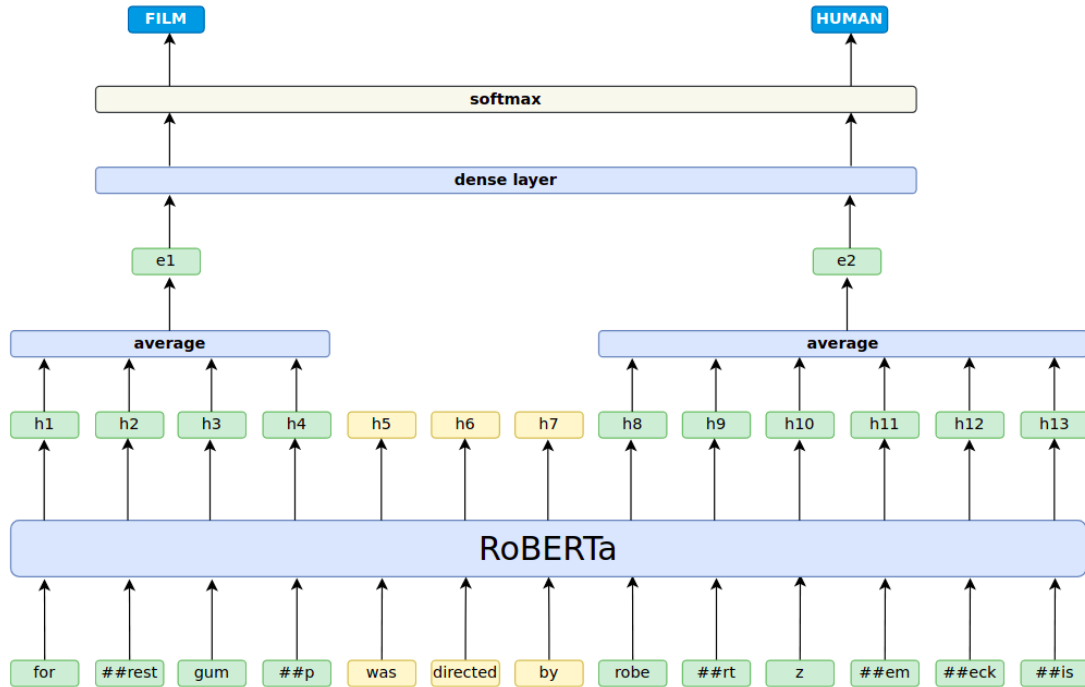 FILM HUMAN
softmax
dense layer
e1 e2
average average
h1 h2 h3 h4 h5 h6 h7 h8 h9 h10 h11 h12 h13
RoBERTa
for ##rest gum ##p was directed by robe ##rt z ##em ##eck ##is